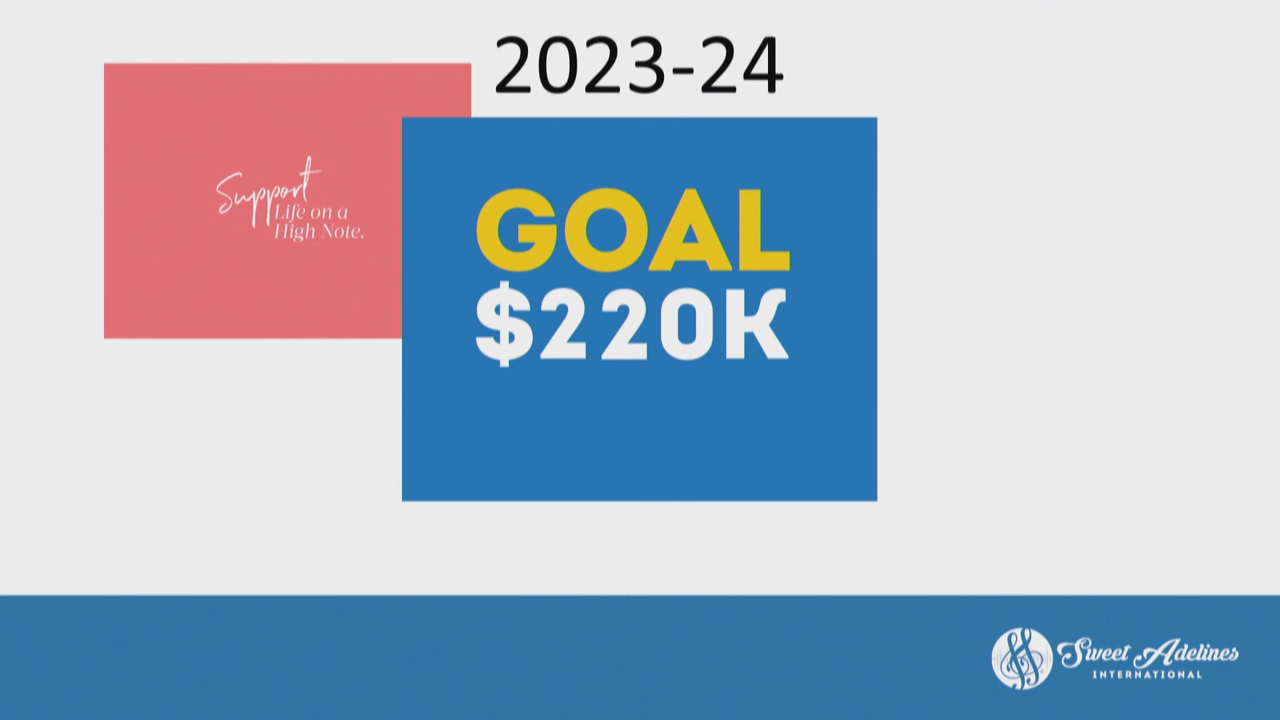 2023-24
Support
Life on a
High Note.
GOAL
$220K
Sweet Adelines
INTERNATIONAL